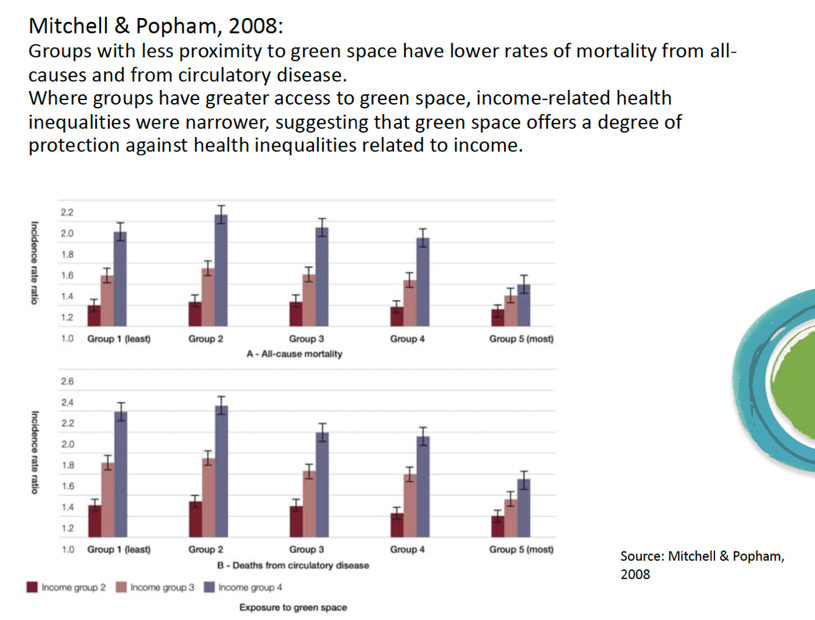 Mitchell & Popham, 2008:
Groups with less proximity to green space have lower rates of mortality from all-
causes and from circulatory disease.
Where groups have greater access to green space, income-related health
inequalities were narrower, suggesting that green space offers a degree of
protection against health inequalities related to income.
Incidence rate ratio
2.2
2.0
1.8
1.6
1.4
1.2
1.0
Group 1 (least) Group 2 Group 3 Group 4 Group 5 (most)
A - All-cause mortality
Incidence rate ratio
2.6
2.4
2.2
2.0
1.8
1.6
1.4
1.2
1.0
Group 1 (least) Group 2 Group 3 Group 4 Group 5 (most)
B - Deaths from circulatory disease
Income group 2 Income group 3 Income group 4
Exposure to green space
Source: Mitchell & Popham,
2008